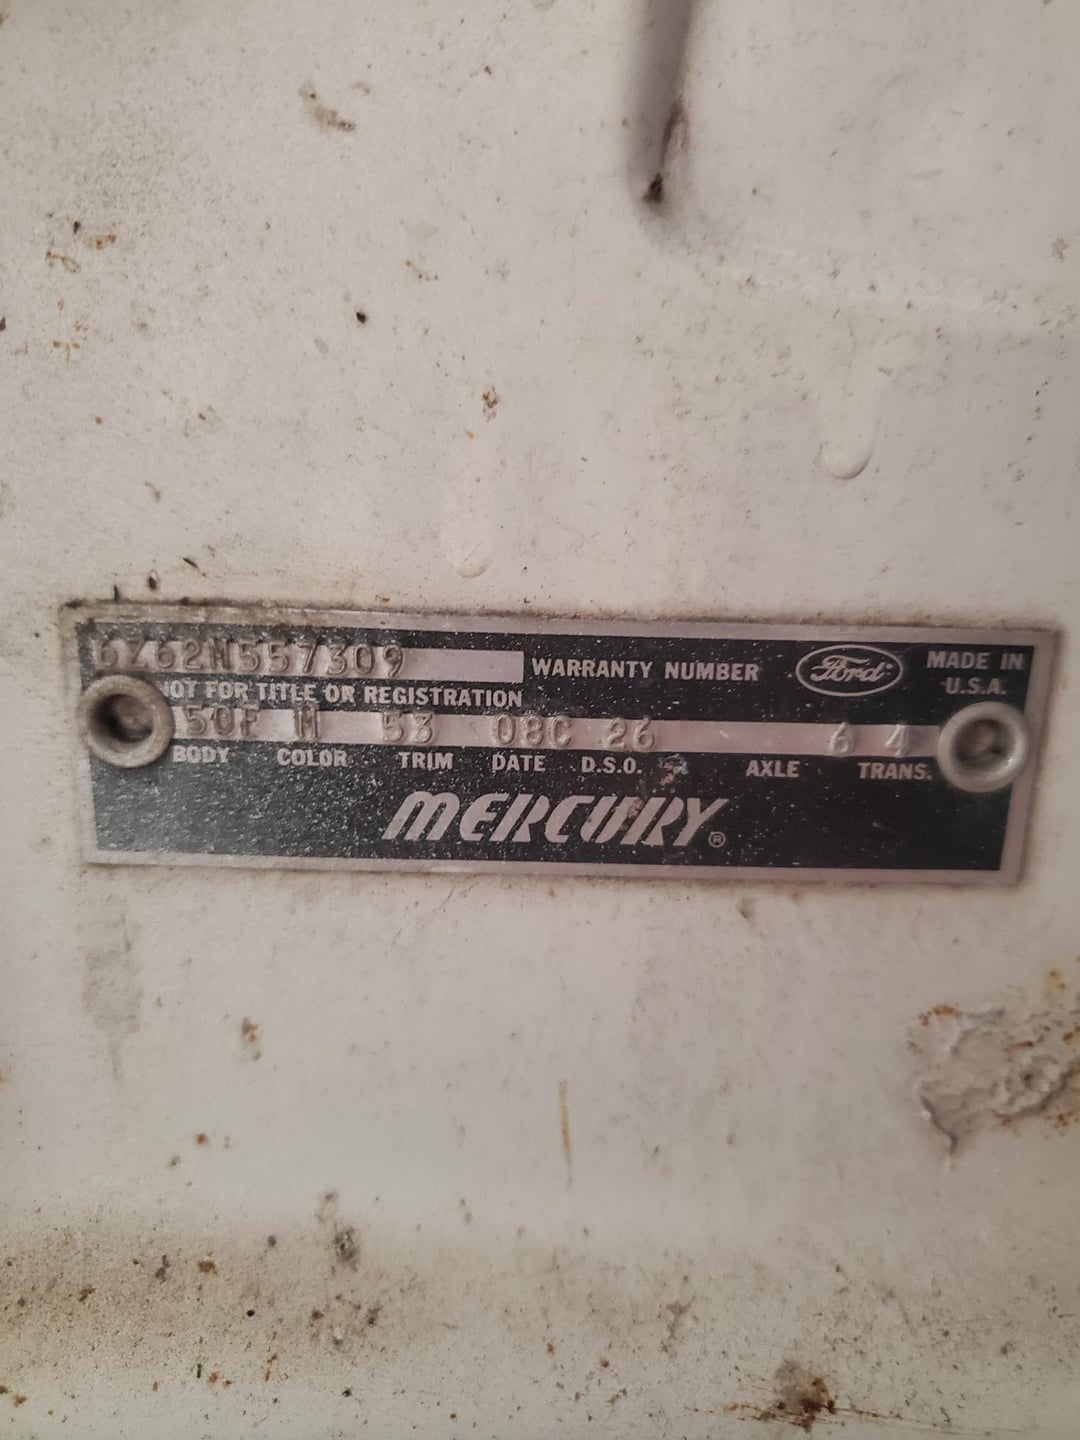 6Z62M557309 WARRANTY NUMBER Ford MADE IN U.S.A.
NOT FOR TITLE OR REGISTRATION
50F M 53 08C 26 6 4
BODY COLOR TRIM DATE D.S.O. AXLE TRANS.
MERCURY®